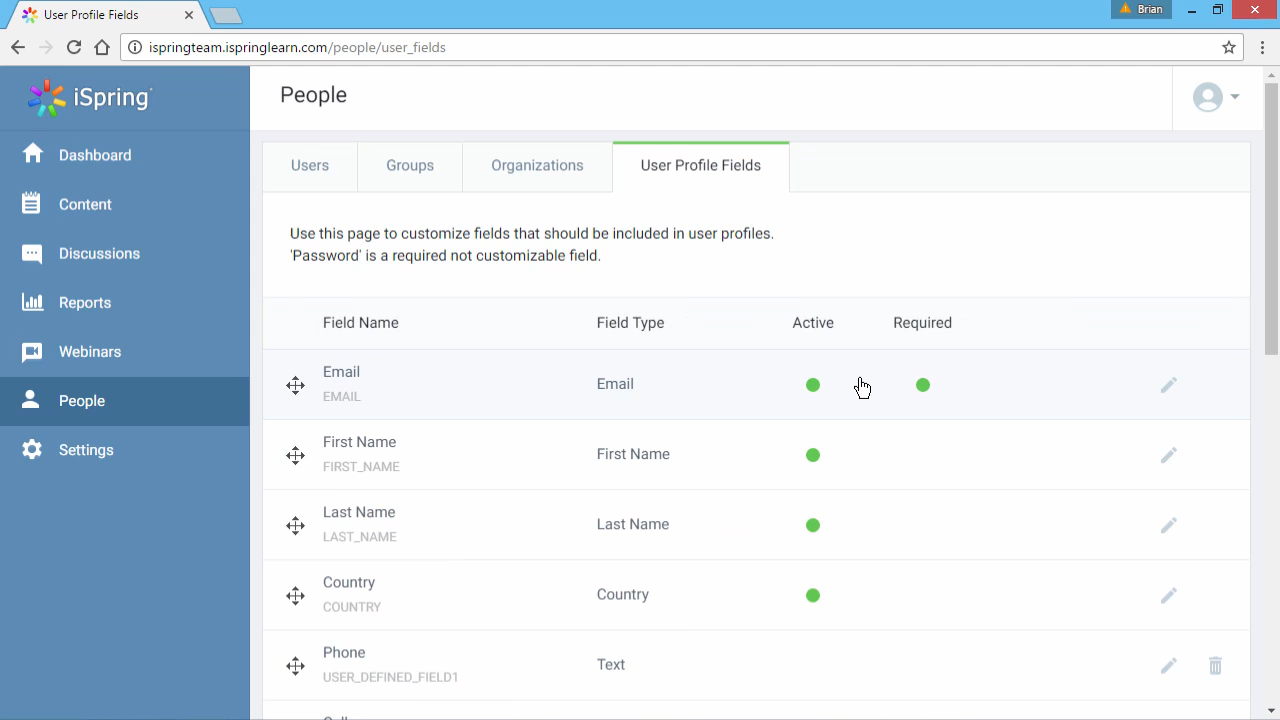 User Profile Fields
Brian
ispringteam.ispringlearn.com/people/user_fields
iSpring
People
Dashboard
Content
Discussions
Reports
Webinars
People
Settings
Users
Groups
Organizations
User Profile Fields
Use this page to customize fields that should be included in user profiles.
'Password' is a required not customizable field.
Field Name
Field Type
Active
Required
Email
EMAIL
Email
First Name
FIRST_NAME
First Name
Last Name
LAST_NAME
Last Name
Country
COUNTRY
Country
Phone
USER_DEFINED_FIELD1
Text